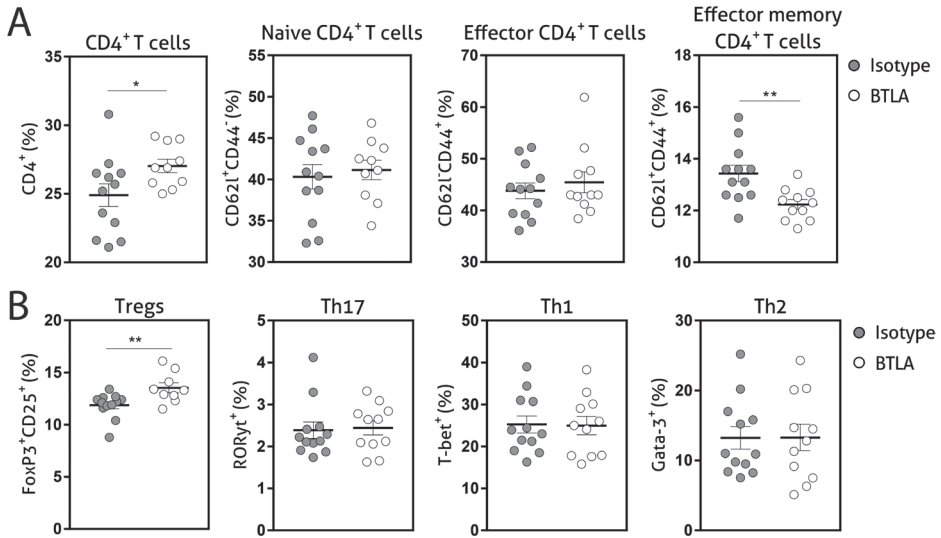 A
CD4⁺ T cells
Naive CD4⁺ T cells
Effector CD4⁺ T cells
Effector memory
CD4⁺ T cells
CD4⁺ (%)
35
30
25
20
*
CD62l⁺CD44⁻ (%)
55
50
45
40
35
30
CD62l⁻CD44⁺ (%)
70
60
50
40
30
CD62l⁺CD44⁺ (%)
18
16
14
12
10
**
Isotype
BTLA
B
Tregs
Th17
Th1
Th2
FoxP3⁺CD25⁺ (%)
20
15
10
5
0
**
RORyt⁺ (%)
5
4
3
2
1
0
T-bet⁺ (%)
50
40
30
20
10
0
Gata-3⁺ (%)
30
20
10
0
Isotype
BTLA